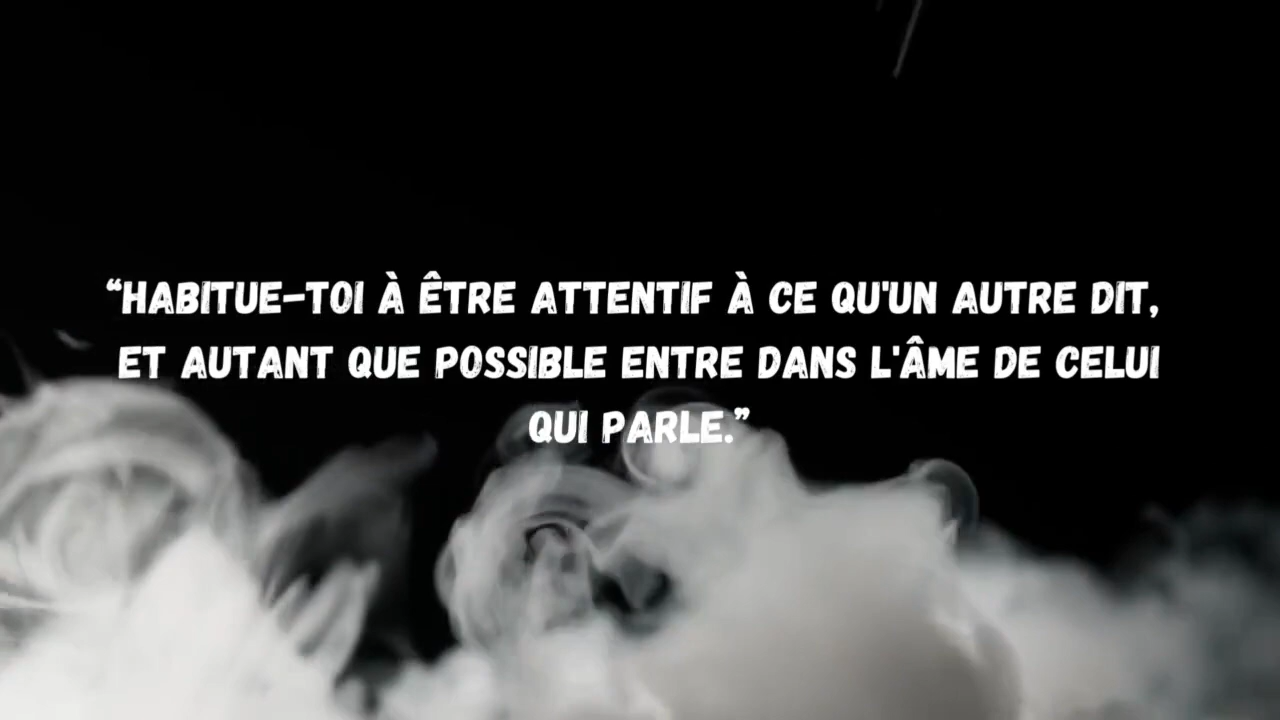 “HABITUE-TOI À ÊTRE ATTENTIF À CE QU'UN AUTRE DIT,
ET AUTANT QUE POSSIBLE ENTRE DANS L'ÂME DE CELUI
QUI PARLE.”